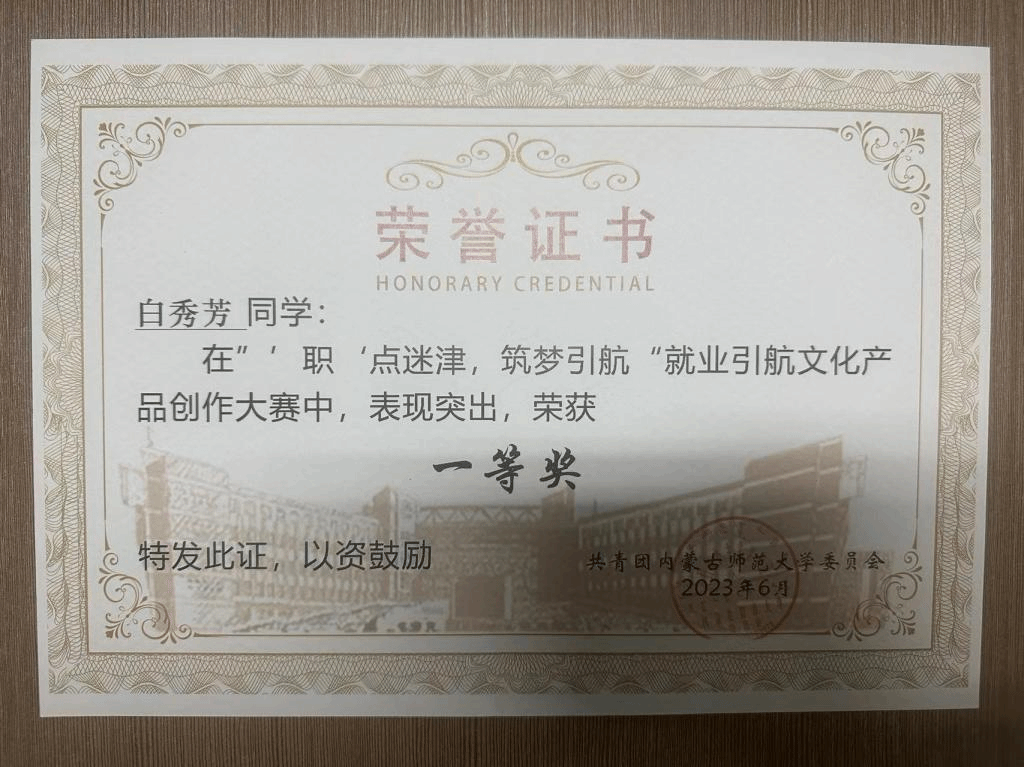 荣誉证书
HONORARY CREDENTIAL
白秀芳 同学：
在”’职‘点迷津，筑梦引航“就业引航文化产
品创作大赛中，表现突出，荣获
一等奖
特发此证，以资鼓励
共青团内蒙古师范大学委员会
2023年6月